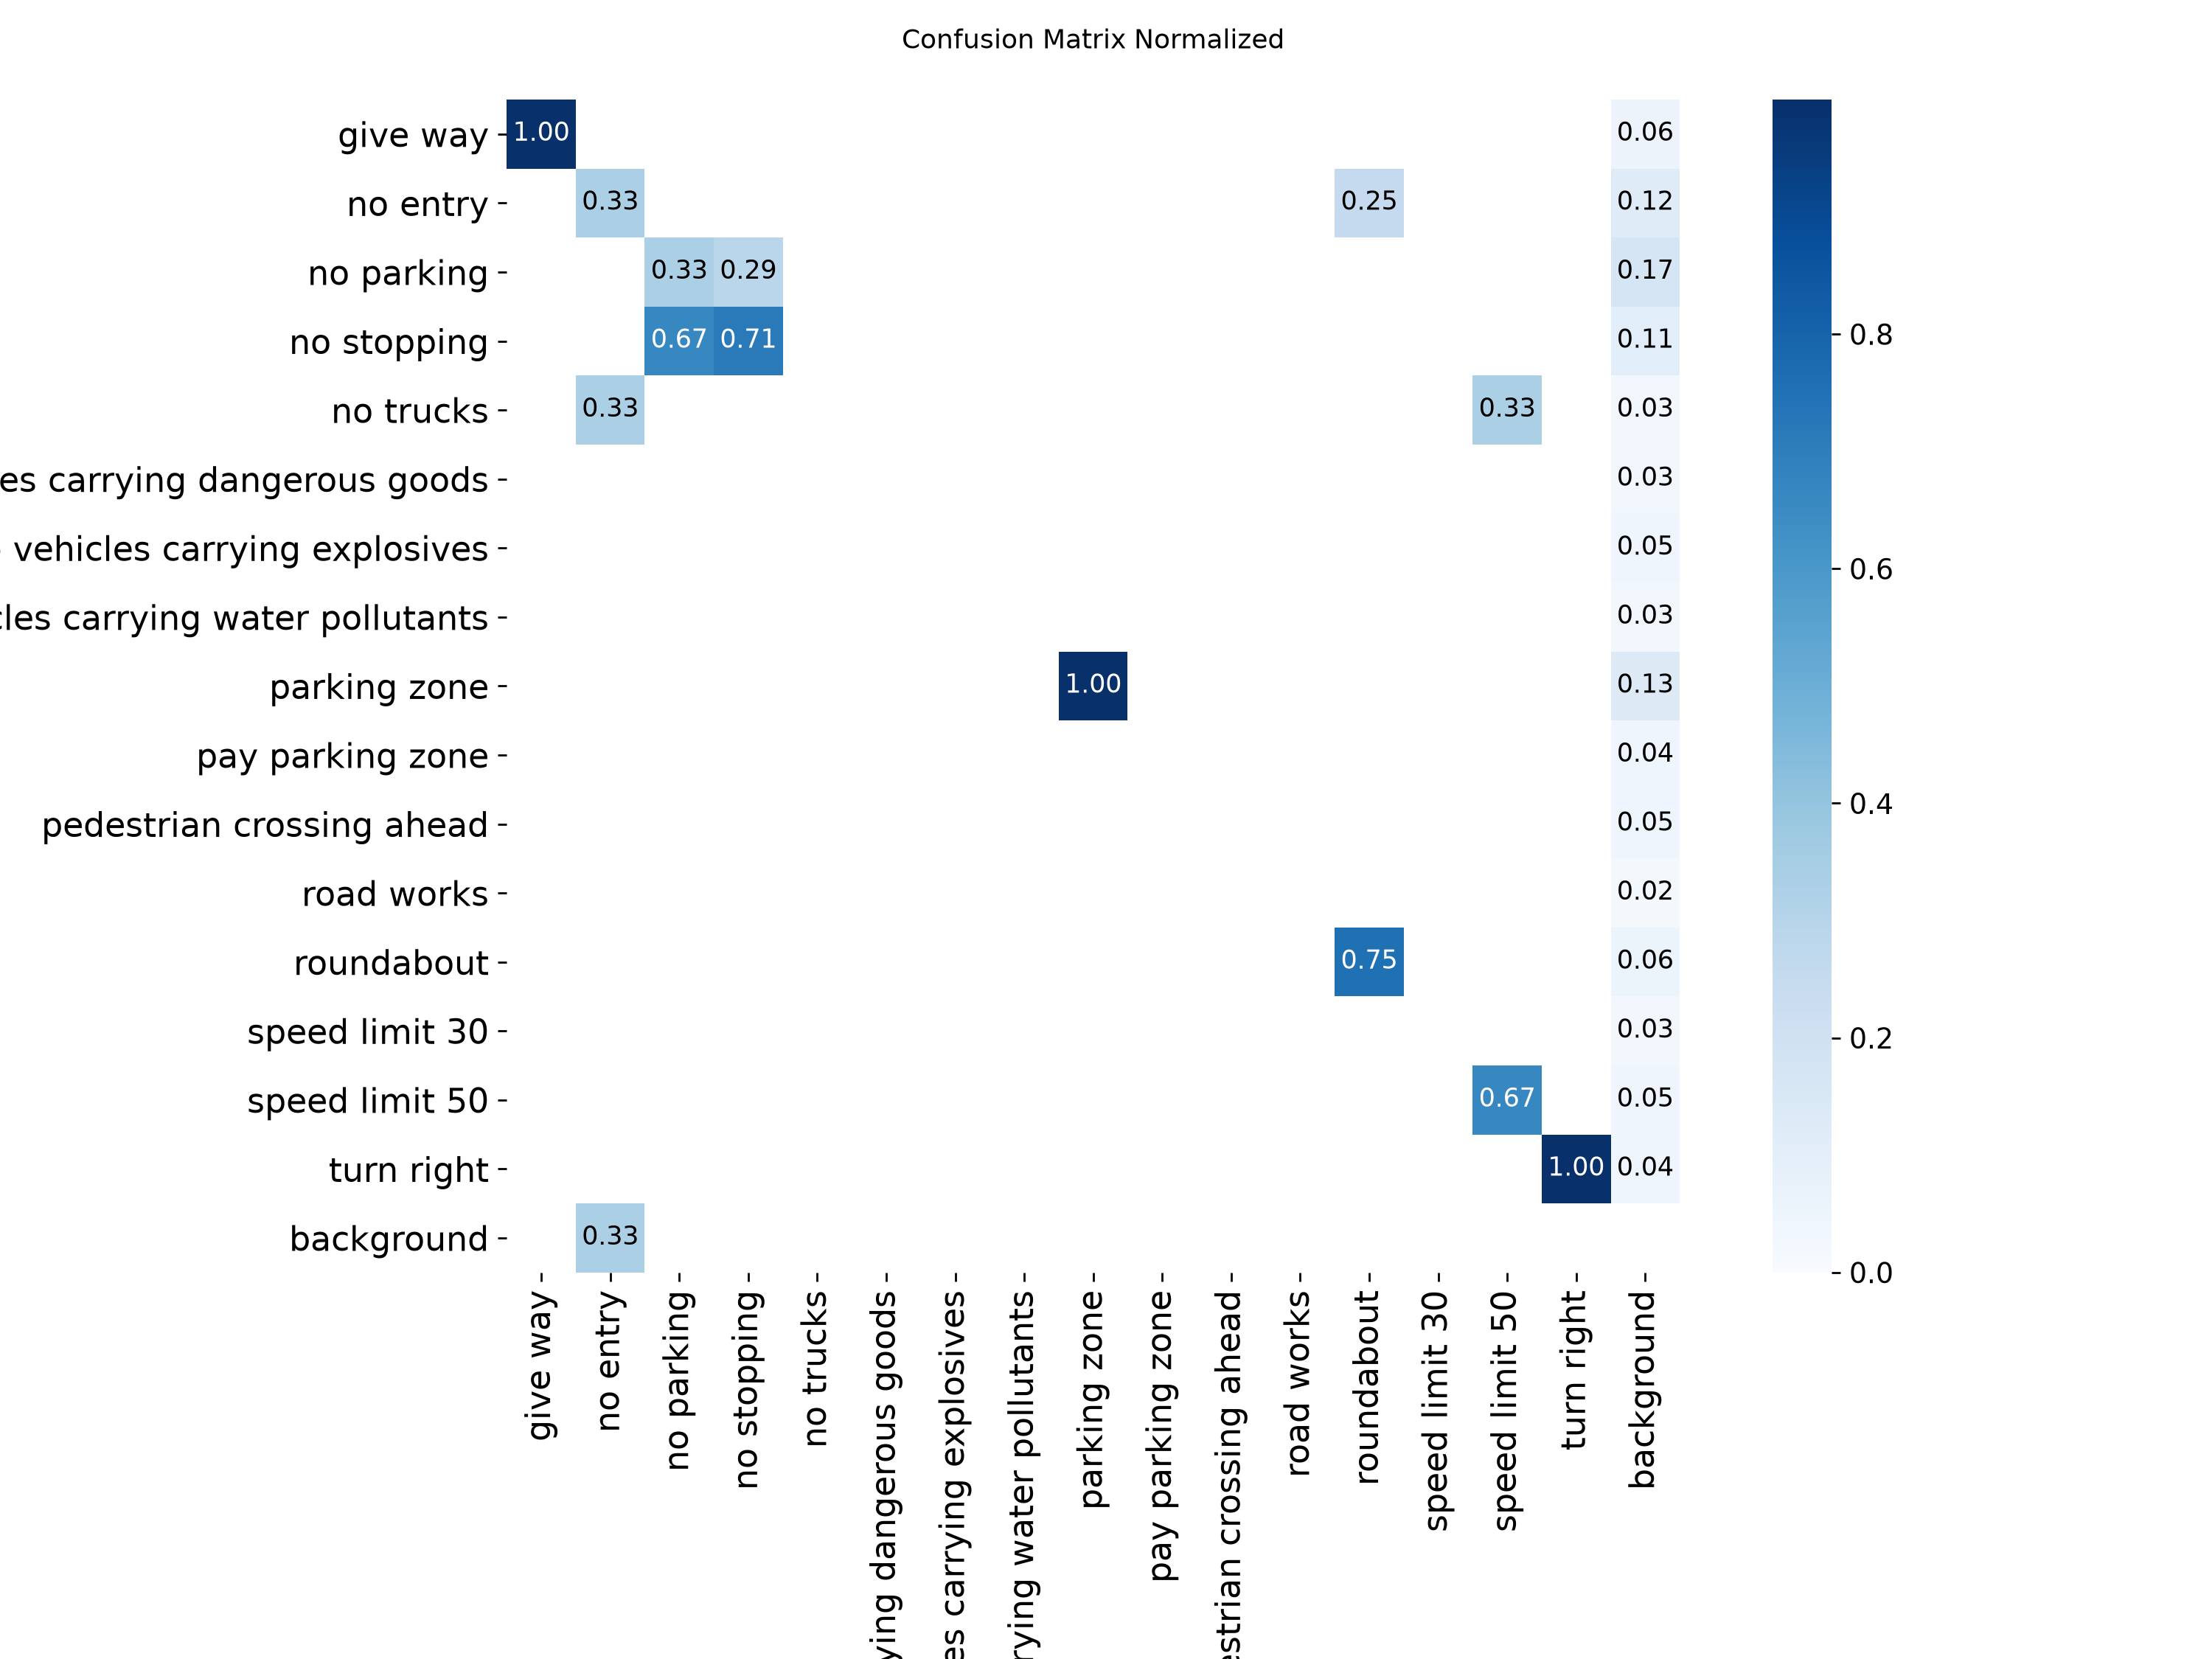 Confusion Matrix Normalized
give way 1.00 0.06
no entry 0.33 0.25 0.12
no parking 0.33 0.29 0.17
no stopping 0.67 0.71 0.11
0.8
no trucks 0.33 0.33 0.03
es carrying dangerous goods 0.03
vehicles carrying explosives 0.05
0.6
cles carrying water pollutants 0.03
parking zone 1.00 0.13
pay parking zone 0.04
0.4
pedestrian crossing ahead 0.05
road works 0.02
roundabout 0.75 0.06
speed limit 30 0.03
0.2
speed limit 50 0.67 0.05
turn right 1.00 0.04
background 0.33
0.0
give way
no entry
no parking
no stopping
no trucks
ying dangerous goods
es carrying explosives
rying water pollutants
parking zone
pay parking zone
estrian crossing ahead
road works
roundabout
speed limit 30
speed limit 50
turn right
background